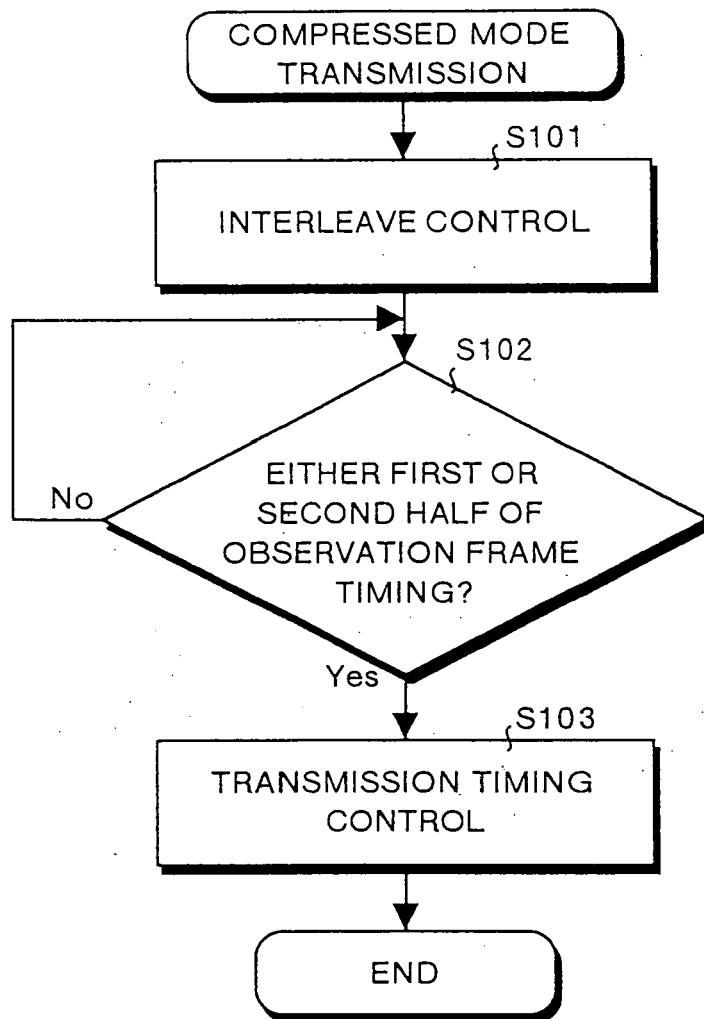 COMPRESSED MODE
TRANSMISSION
S101
INTERLEAVE CONTROL
S102
EITHER FIRST OR
SECOND HALF OF
OBSERVATION FRAME
TIMING?
No
Yes
S103
TRANSMISSION TIMING
CONTROL
END